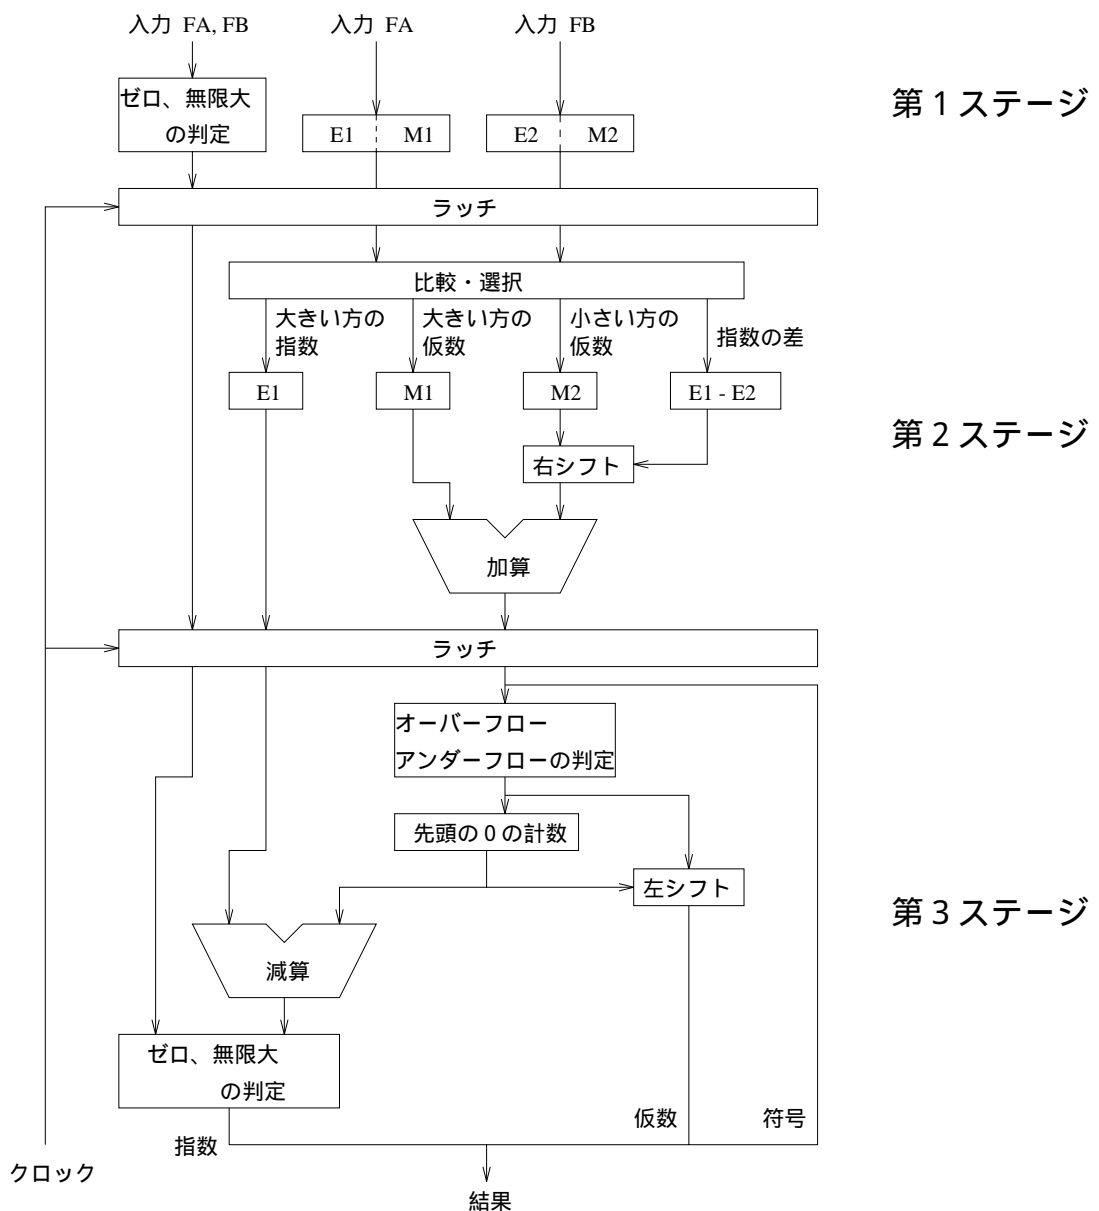 入力 FA, FB
入力 FA
入力 FB
ゼロ、無限大
の判定
E1 M1
E2 M2
第1ステージ
ラッチ
比較・選択
大きい方の
指数
大きい方の
仮数
小さい方の
仮数
指数の差
E1
M1
M2
E1 - E2
右シフト
第2ステージ
加算
ラッチ
オーバーフロー
アンダーフローの判定
先頭の0の計数
左シフト
第3ステージ
減算
ゼロ、無限大
の判定
指数
仮数
符号
クロック
結果